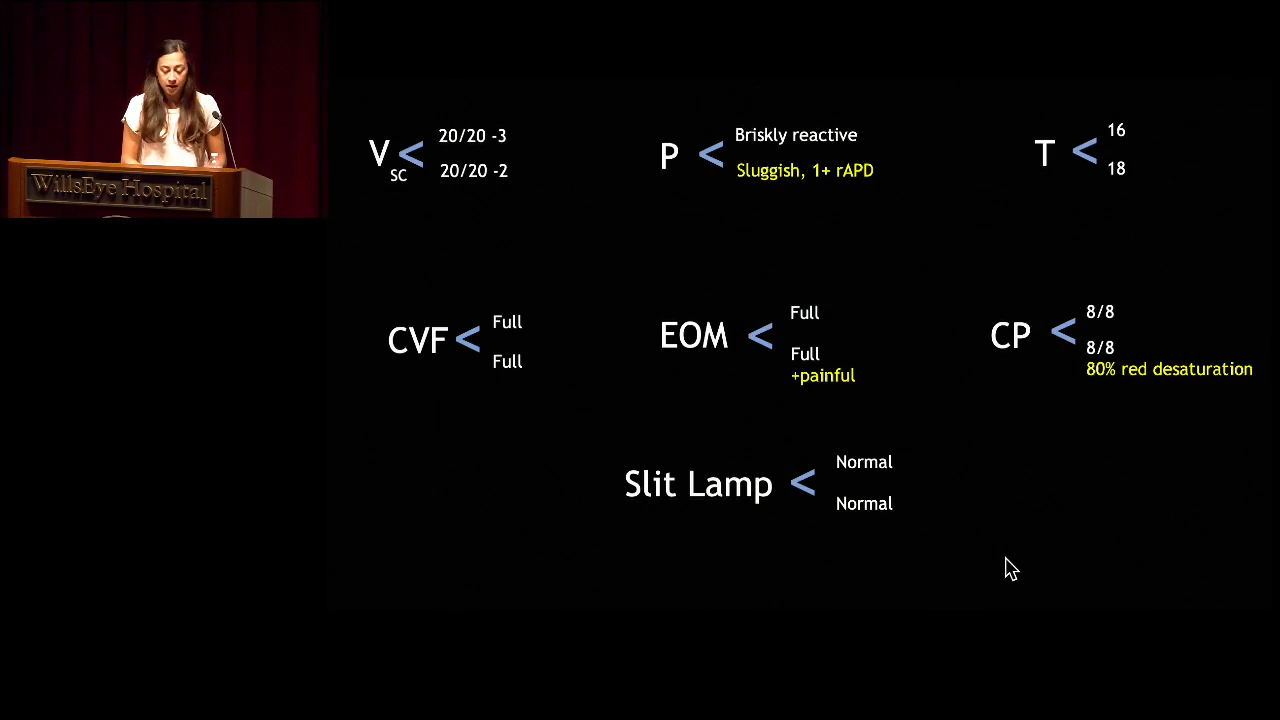 WillsEye Hospital
V
SC
<
20/20 -3
20/20 -2
P
<
Briskly reactive
Sluggish, 1+ rAPD
T
<
16
18
CVF
<
Full
Full
EOM
<
Full
Full
+painful
CP
<
8/8
8/8
80% red desaturation
Slit Lamp
<
Normal
Normal